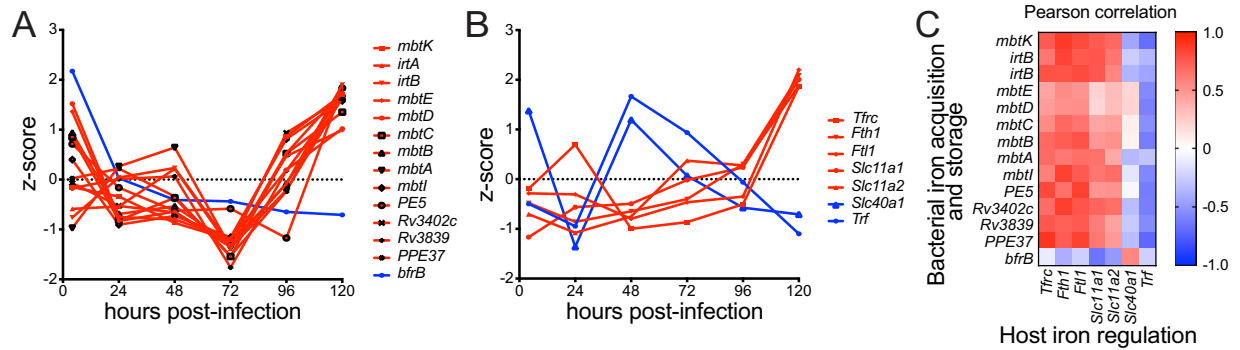 A
z-score
3
2
1
0
-1
-2
0
24
48
72
96
120
hours post-infection
mbtK
irtA
irtB
mbtE
mbtD
mbtC
mbtB
mbtA
mbtI
PE5
Rv3402c
Rv3839
PPE37
bfrB
B
z-score
3
2
1
0
-1
-2
0
24
48
72
96
120
hours post-infection
Tfrc
Fth1
Ftl1
Slc11a1
Slc11a2
Slc40a1
Trf
C
Pearson correlation
Bacterial iron acquisition
and storage
mbtK
irtB
irtB
mbtE
mbtD
mbtC
mbtB
mbtA
mbtI
PE5
Rv3402c
Rv3839
PPE37
bfrB
Tfrc
Fth1
Ftl1
Slc11a1
Slc11a2
Slc40a1
Trf
Host iron regulation
1.0
0.5
0
-0.5
-1.0